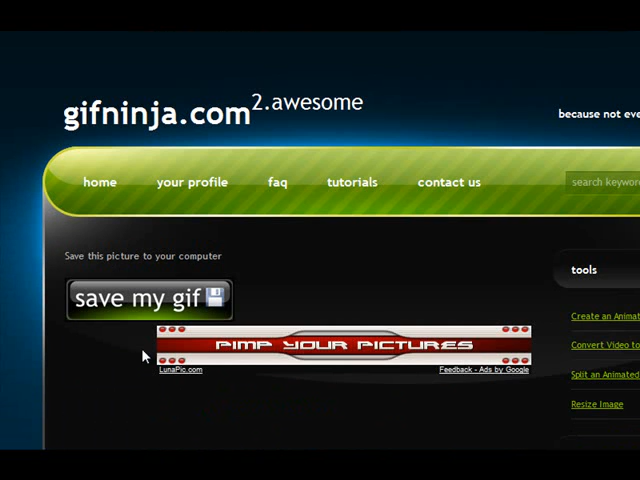 gifninja.com 2.awesome
because not eve
home your profile faq tutorials contact us
search keywor
Save this picture to your computer
save my gif
tools
Create an Animat
Convert Video to
Split an Animated
Resize Image
PIMP YOUR PICTURES
LunaPic.com
Feedback - Ads by Google